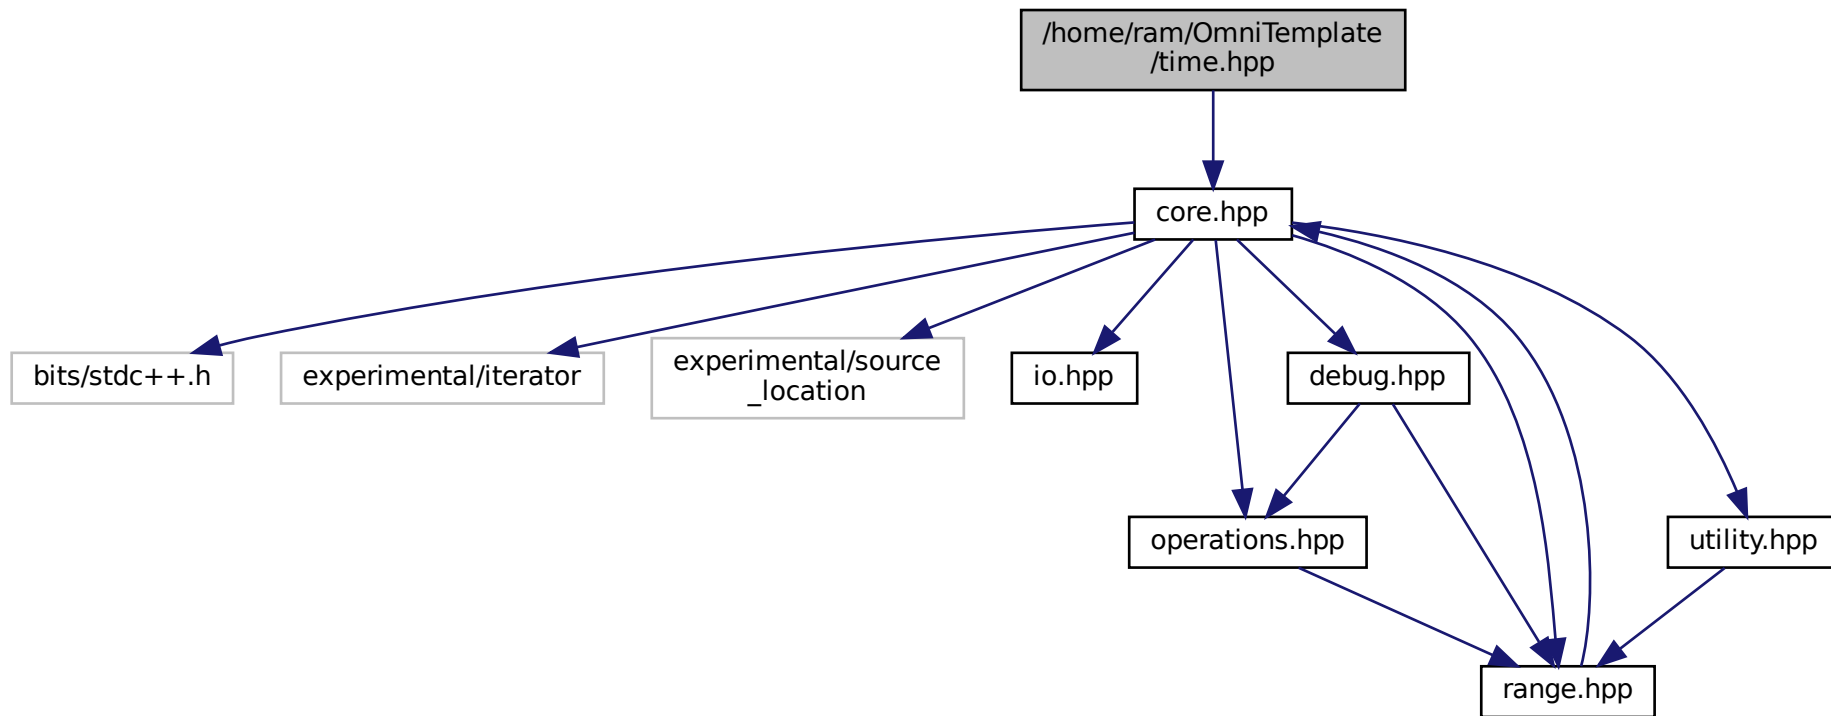 /home/ram/OmniTemplate
/time.hpp
core.hpp
bits/stdc++.h
experimental/iterator
experimental/source
_location
io.hpp
debug.hpp
operations.hpp
utility.hpp
range.hpp